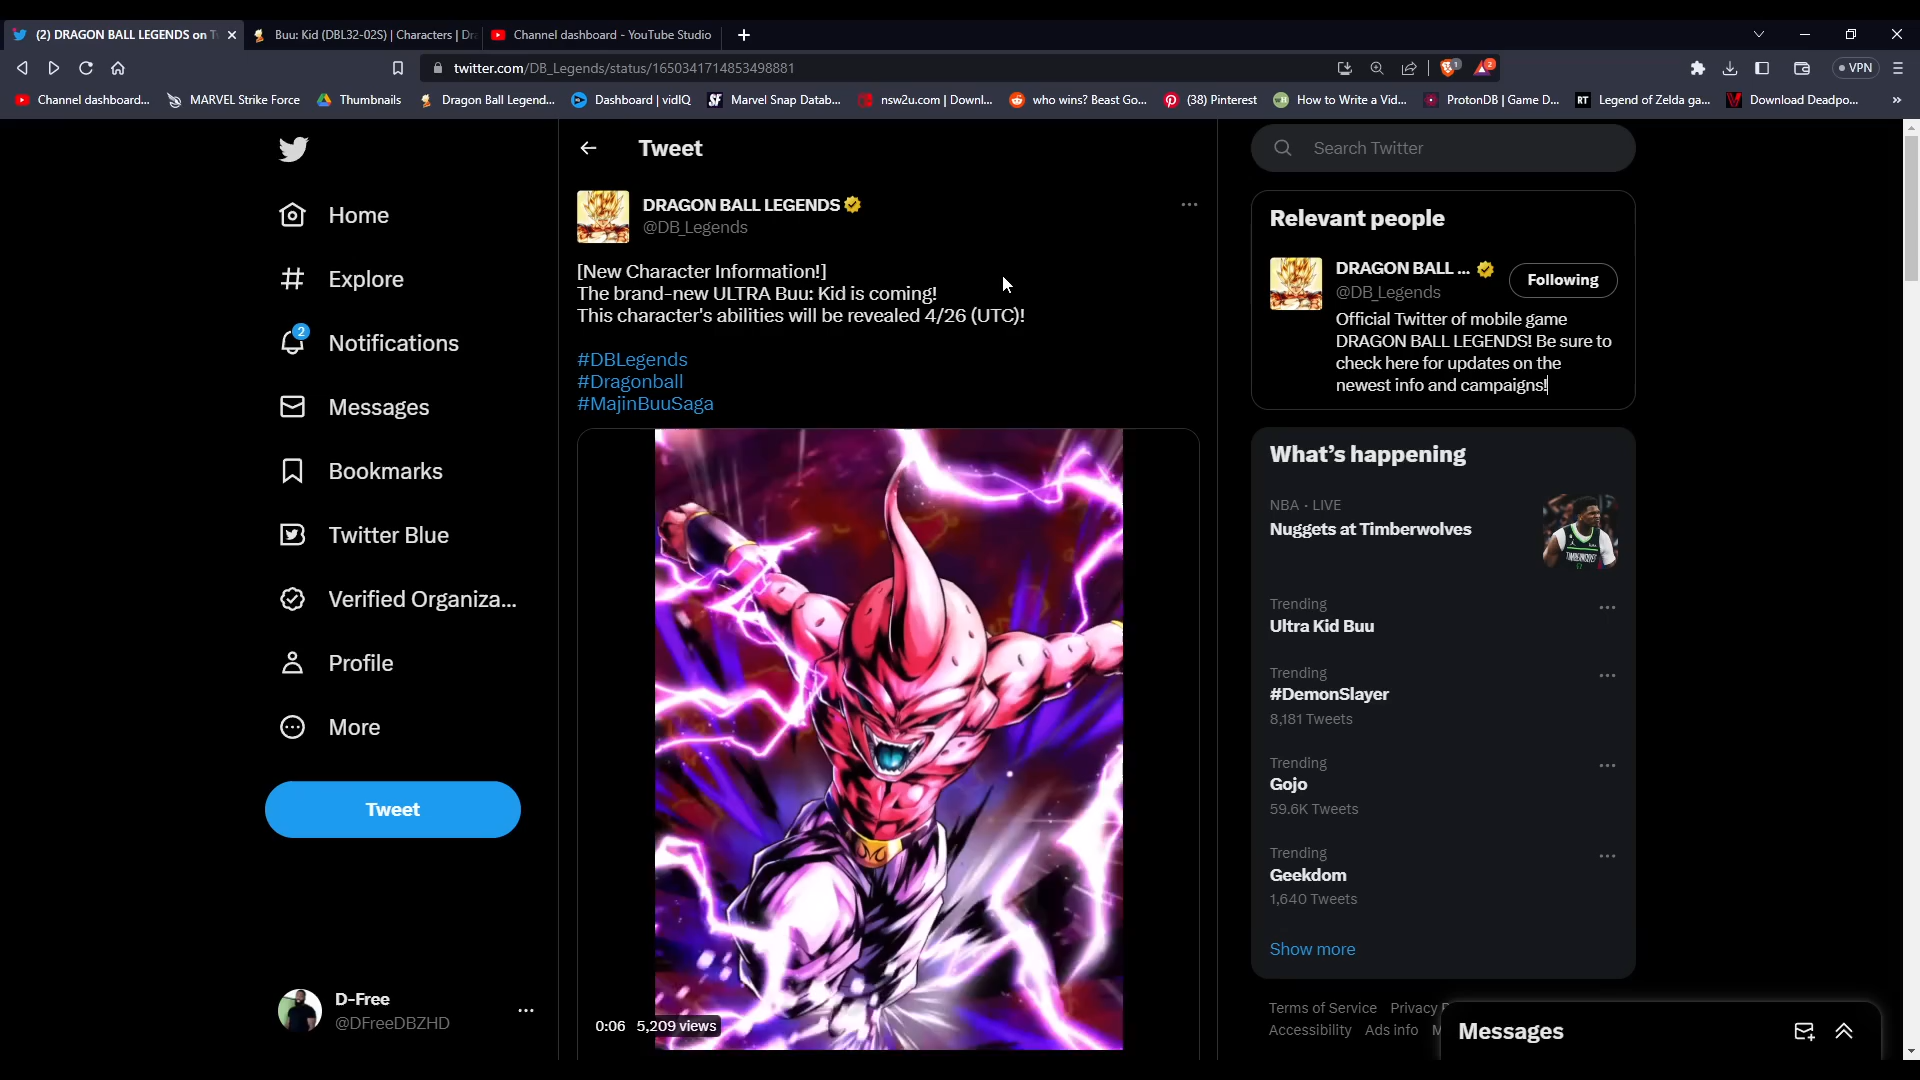 (2) DRAGON BALL LEGENDS on T
Buu: Kid (DBL32-02S) | Characters | Dra
Channel dashboard - YouTube Studio
twitter.com/DB_Legends/status/1650341714853498881
1
2
VPN
Channel dashboard...
MARVEL Strike Force
Thumbnails
Dragon Ball Legend...
Dashboard | vidIQ
Marvel Snap Datab...
nsw2u.com | Downl...
who wins? Beast Go...
(38) Pinterest
How to Write a Vid...
ProtonDB | Game D...
RT
Legend of Zelda ga...
Download Deadpo...
Home
Explore
2
Notifications
Messages
Bookmarks
Twitter Blue
Verified Organiza...
Profile
More
Tweet
D-Free
@DFreeDBZHD
Tweet
DRAGON BALL LEGENDS
@DB_Legends
[New Character Information!]
The brand-new ULTRA Buu: Kid is coming!
This character's abilities will be revealed 4/26 (UTC)!
#DBLegends
#Dragonball
#MajinBuuSaga
0:06 5,209 views
Search Twitter
Relevant people
DRAGON BALL ...
@DB_Legends
Following
Official Twitter of mobile game
DRAGON BALL LEGENDS! Be sure to
check here for updates on the
newest info and campaigns!
What's happening
NBA · LIVE
Nuggets at Timberwolves
Trending
Ultra Kid Buu
Trending
#DemonSlayer
8,181 Tweets
Trending
Gojo
59.6K Tweets
Trending
Geekdom
1,640 Tweets
Show more
Terms of Service Privacy P
Accessibility Ads info M
Messages